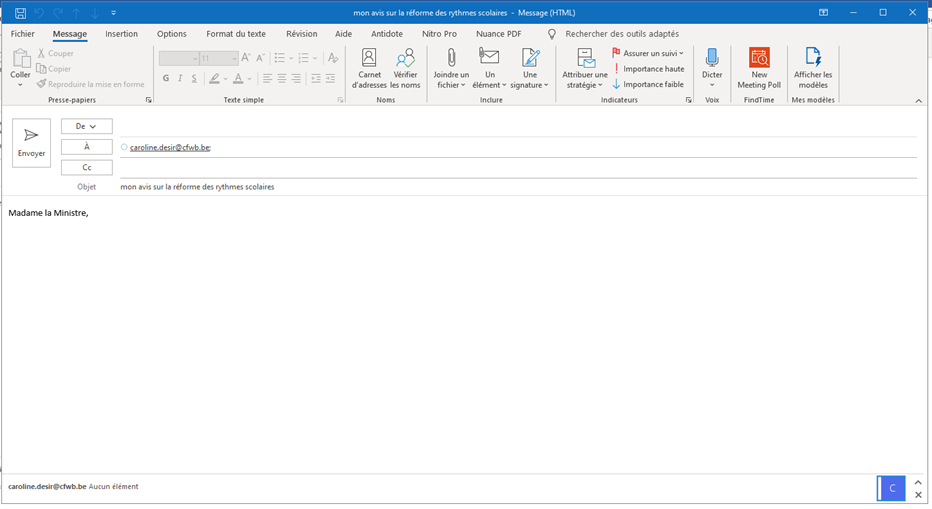 mon avis sur la réforme des rythmes scolaires - Message (HTML)
Fichier Message Insertion Options Format du texte Révision Aide Antidote Nitro Pro Nuance PDF Rechercher des outils adaptés
Coller
Couper
Copier
Reproduire la mise en forme
Presse-papiers
11
G I S
Texte simple
Carnet d'adresses
Vérifier les noms
Noms
Joindre un fichier
Un élément
Une signature
Inclure
Attribuer une stratégie
Assurer un suivi
Importance haute
Importance faible
Indicateurs
Dicter
Voix
New Meeting Poll
FindTime
Afficher les modèles
Mes modèles
Envoyer
De
À caroline.desir@cfwb.be;
Cc
Objet mon avis sur la réforme des rythmes scolaires
Madame la Ministre,
caroline.desir@cfwb.be Aucun élément
C